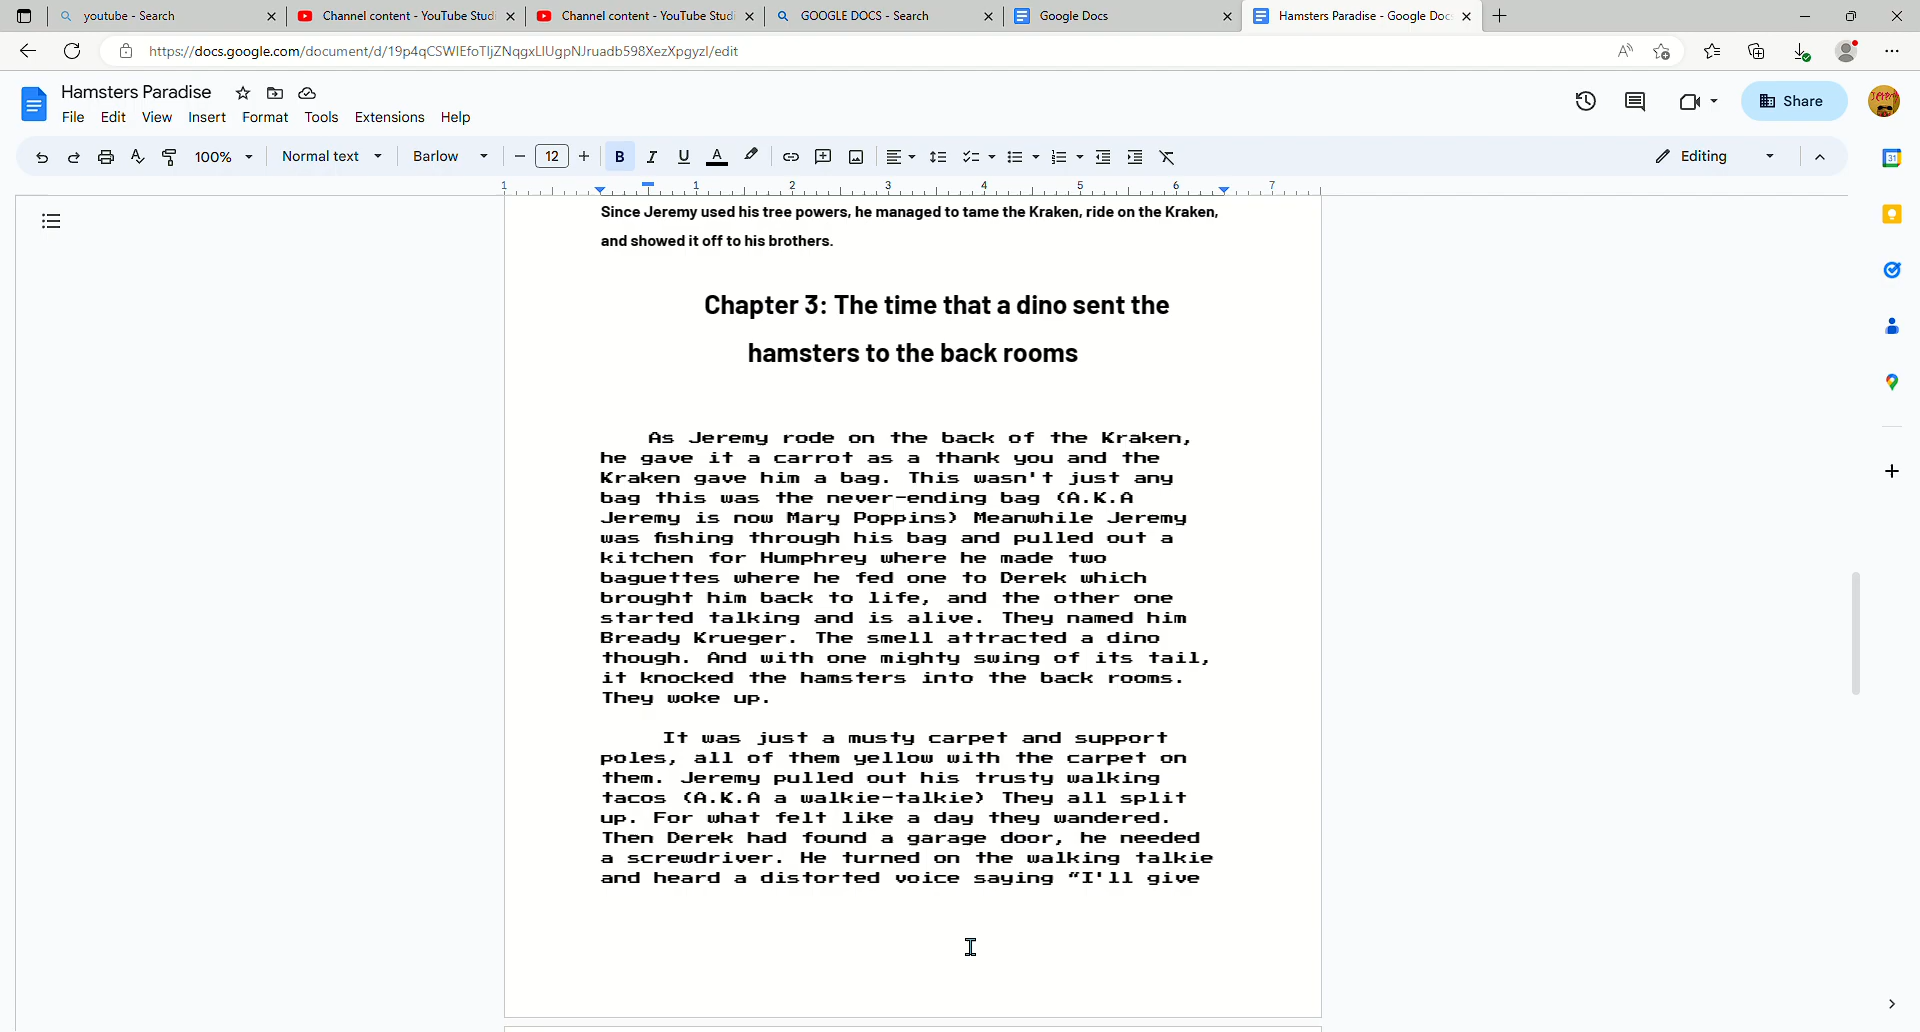 youtube - Search
Channel content - YouTube Stud
Channel content - YouTube Stud
GOOGLE DOCS - Search
Google Docs
Hamsters Paradise - Google Doc
https://docs.google.com/document/d/19p4qCSWlEfoTljZNqgxLlUgpNJruadb598XezXpgyzI/edit
Hamsters Paradise
File Edit View Insert Format Tools Extensions Help
Share
100% Normal text Barlow 12 B I U A Editing
1 1 2 3 4 5 6 7
31
Since Jeremy used his tree powers, he managed to tame the Kraken, ride on the Kraken,
and showed it off to his brothers.
Chapter 3: The time that a dino sent the
hamsters to the back rooms
As Jeremy rode on the back of the Kraken,
he gave it a carrot as a thank you and the
Kraken gave him a bag. This wasn't just any
bag this was the never-ending bag (A.K.A
Jeremy is now Mary Poppins) Meanwhile Jeremy
was fishing through his bag and pulled out a
kitchen for Humphrey where he made two
baguettes where he fed one to Derek which
brought him back to life, and the other one
started talking and is alive. They named him
Bready Krueger. The smell attracted a dino
though. And with one mighty swing of its tail,
it knocked the hamsters into the back rooms.
They woke up.
It was just a musty carpet and support
poles, all of them yellow with the carpet on
them. Jeremy pulled out his trusty walking
tacos (A.K.A a walkie-talkie) They all split
up. For what felt like a day they wandered.
Then Derek had found a garage door, he needed
a screwdriver. He turned on the walking talkie
and heard a distorted voice saying “I'll give